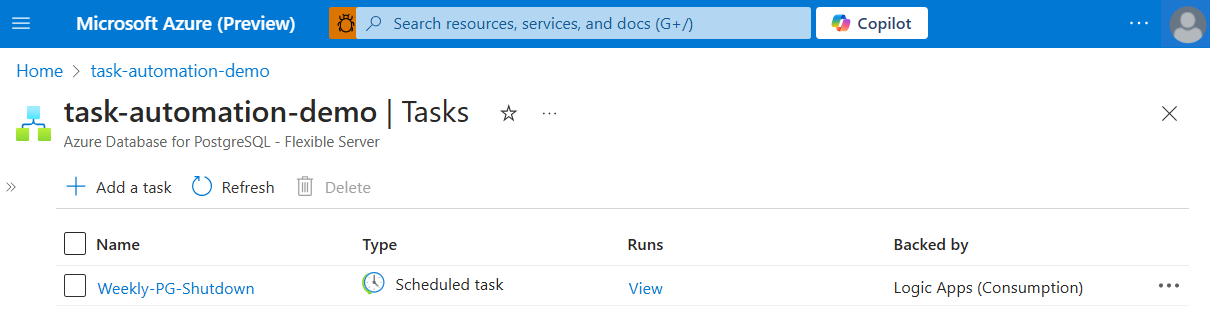 Microsoft Azure (Preview) Search resources, services, and docs (G+/) Copilot ...
Home > task-automation-demo
task-automation-demo | Tasks ...
Azure Database for PostgreSQL - Flexible Server
» + Add a task Refresh Delete
Name Type Runs Backed by
Weekly-PG-Shutdown Scheduled task View Logic Apps (Consumption) ...